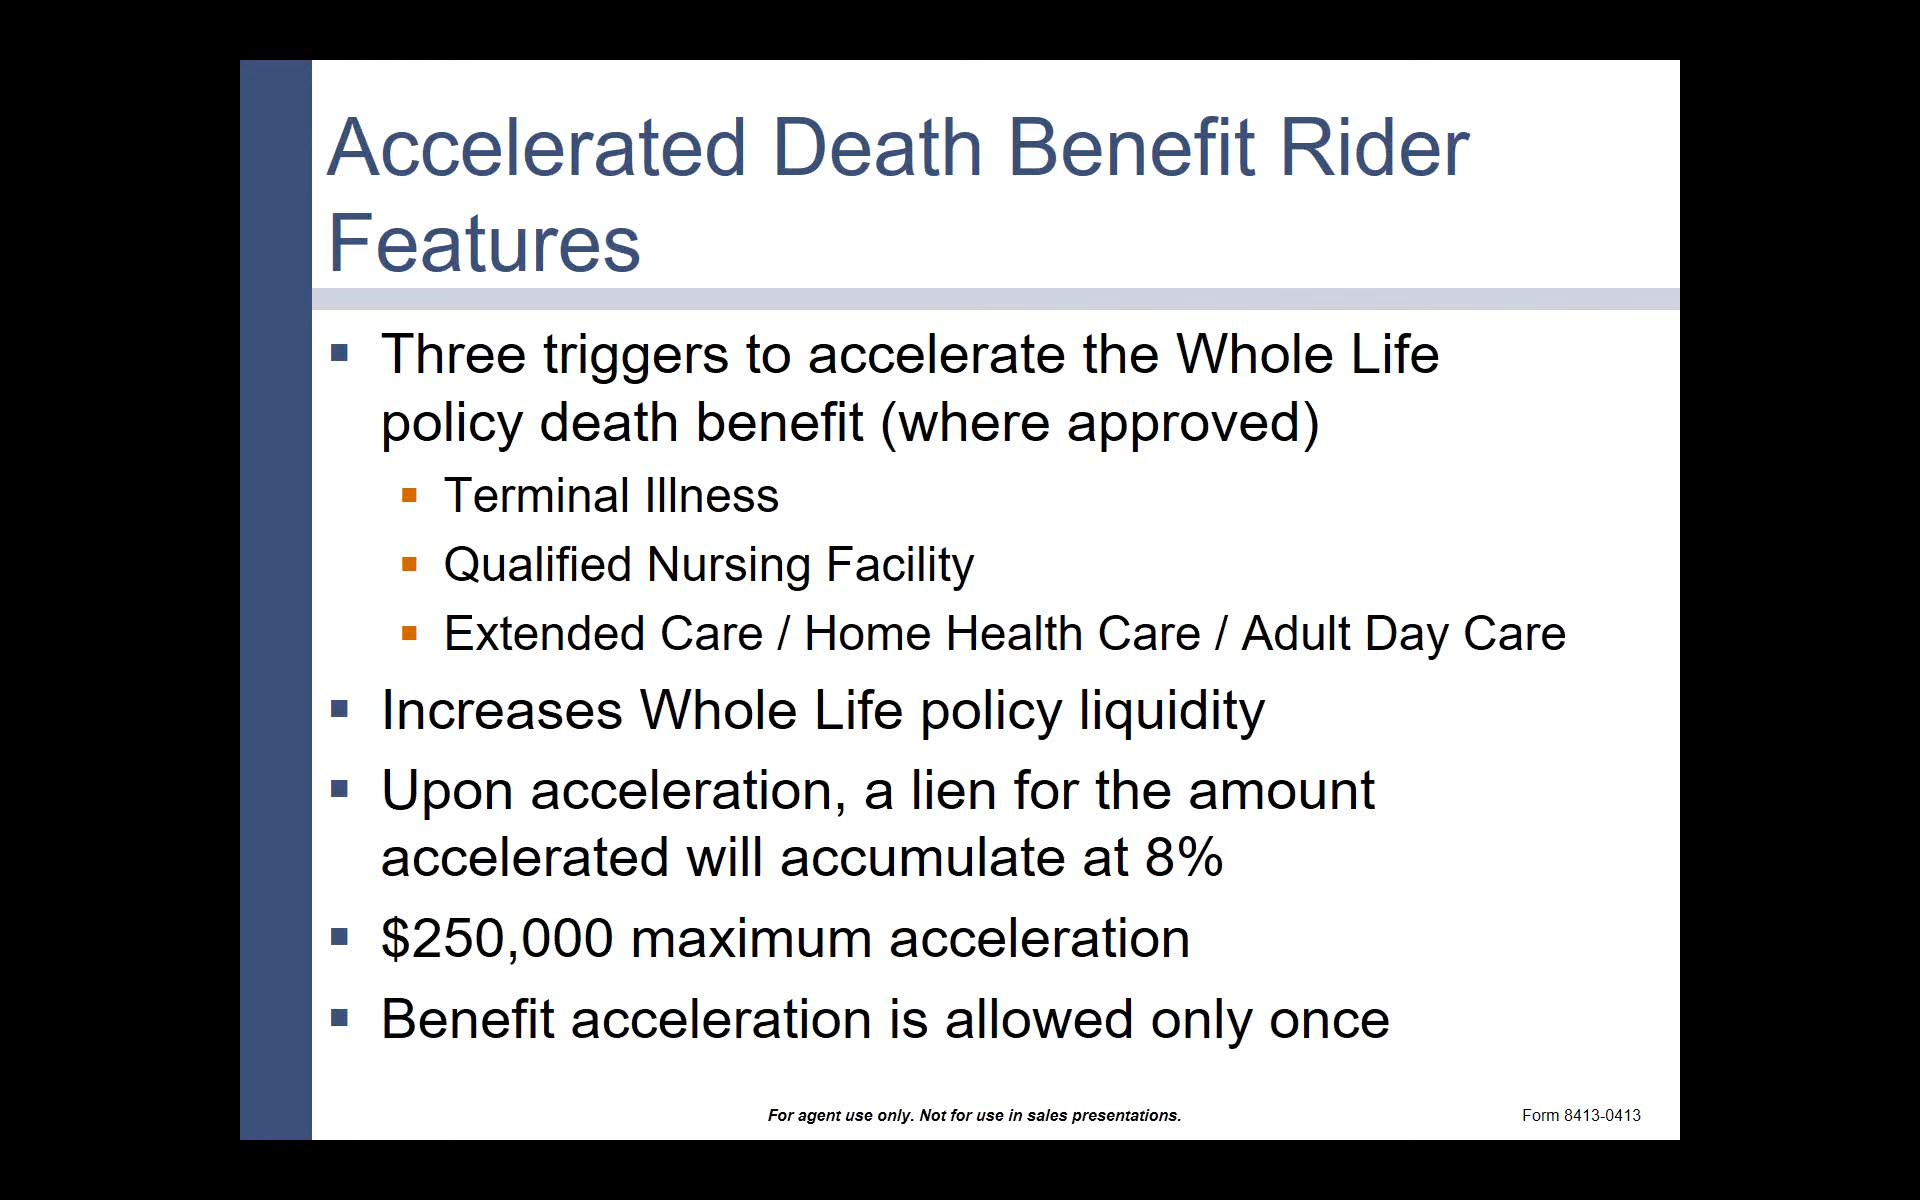 Accelerated Death Benefit Rider
Features
Three triggers to accelerate the Whole Life
policy death benefit (where approved)
Terminal Illness
Qualified Nursing Facility
Extended Care / Home Health Care / Adult Day Care
Increases Whole Life policy liquidity
Upon acceleration, a lien for the amount
accelerated will accumulate at 8%
$250,000 maximum acceleration
Benefit acceleration is allowed only once
For agent use only. Not for use in sales presentations.
Form 8413-0413